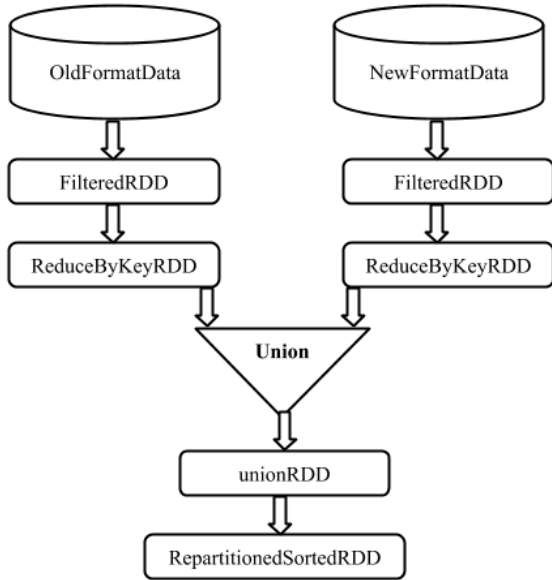 OldFormatData
NewFormatData
FilteredRDD
FilteredRDD
ReduceByKeyRDD
ReduceByKeyRDD
Union
unionRDD
RepartitionedSortedRDD